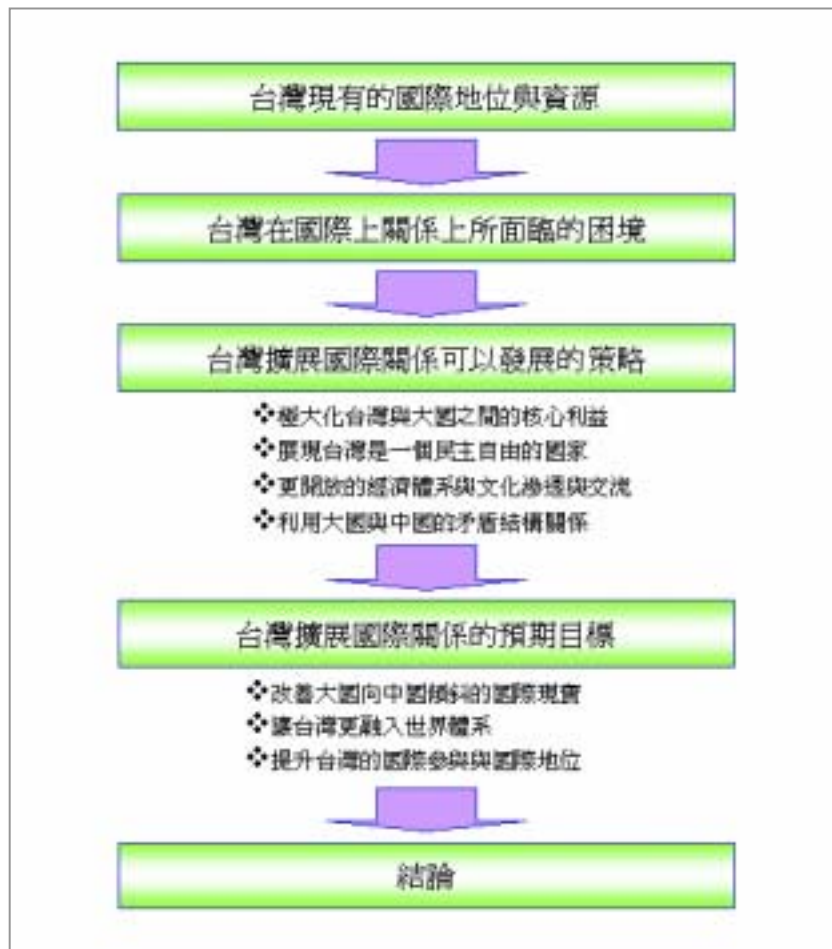 台灣現有的國際地位與資源
台灣在國際上關係上所面臨的困境
台灣擴展國際關係可以發展的策略
❖極大化台灣與大國之間的核心利益
❖展現台灣是一個民主自由的國家
❖更開放的經濟體系與文化滲透與交流
❖利用大國與中國的矛盾結構關係
台灣擴展國際關係的預期目標
❖改善大國向中國傾斜的國際現實
❖讓台灣更融入世界體系
❖提升台灣的國際參與與國際地位
結論